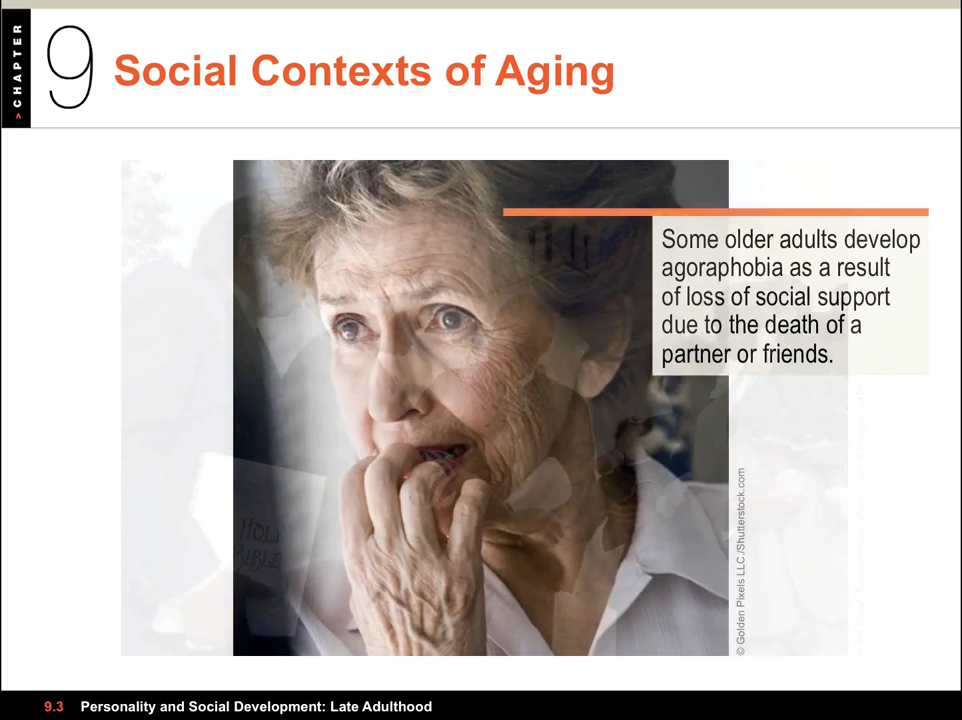 > CHAPTER
9
Social Contexts of Aging
Some older adults develop
agoraphobia as a result
of loss of social support
due to the death of a
partner or friends.
HOLY
BIBLE
© Golden Pixels LLC./Shutterstock.com
9.3 Personality and Social Development: Late Adulthood